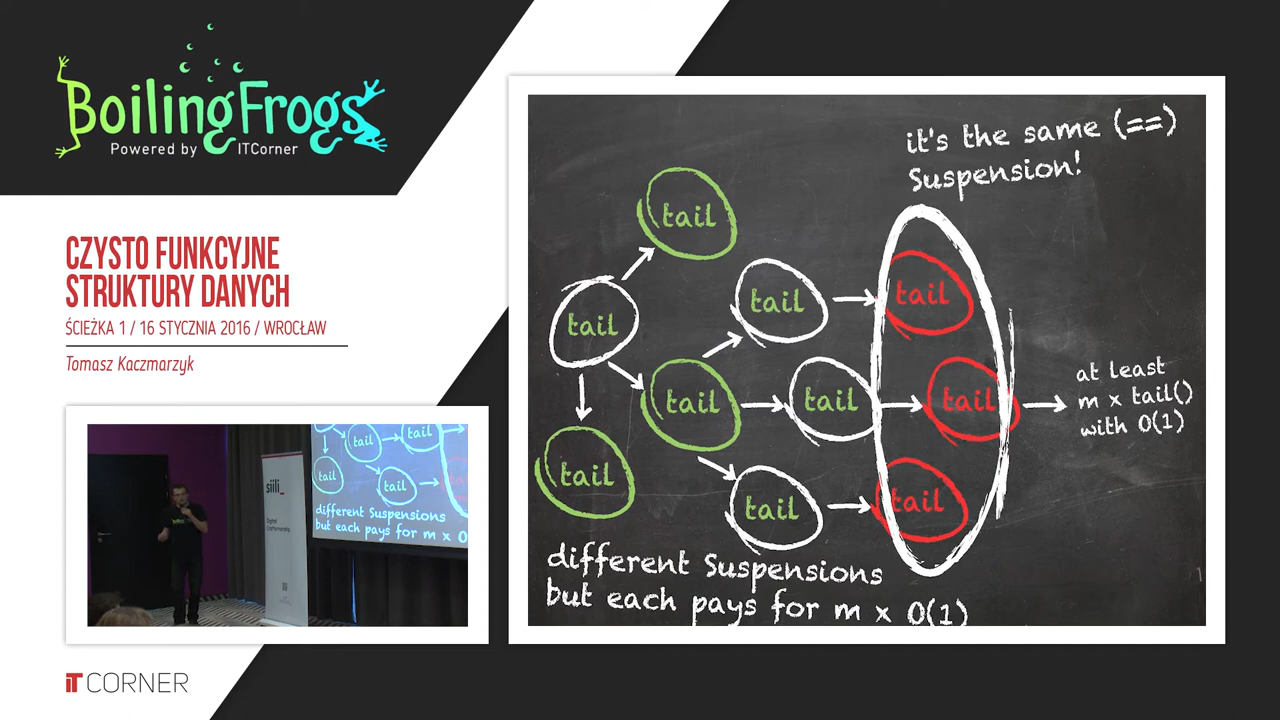 BoilingFrogs
Powered by ITCorner
CZYSTO FUNKCYJNE
STRUKTURY DANYCH
ŚCIEŻKA 1 / 16 STYCZNIA 2016 / WROCŁAW
Tomasz Kaczmarzyk
it's the same (==)
Suspension!
tail
tail
tail
tail
tail
tail
tail
tail
tail
tail
tail
at least
m x tail()
with O(1)
different Suspensions
but each pays for m x O(1)
siili_
Digital
tail
tail
tail
tail
different Suspensions
but each pays for m x O
iT CORNER